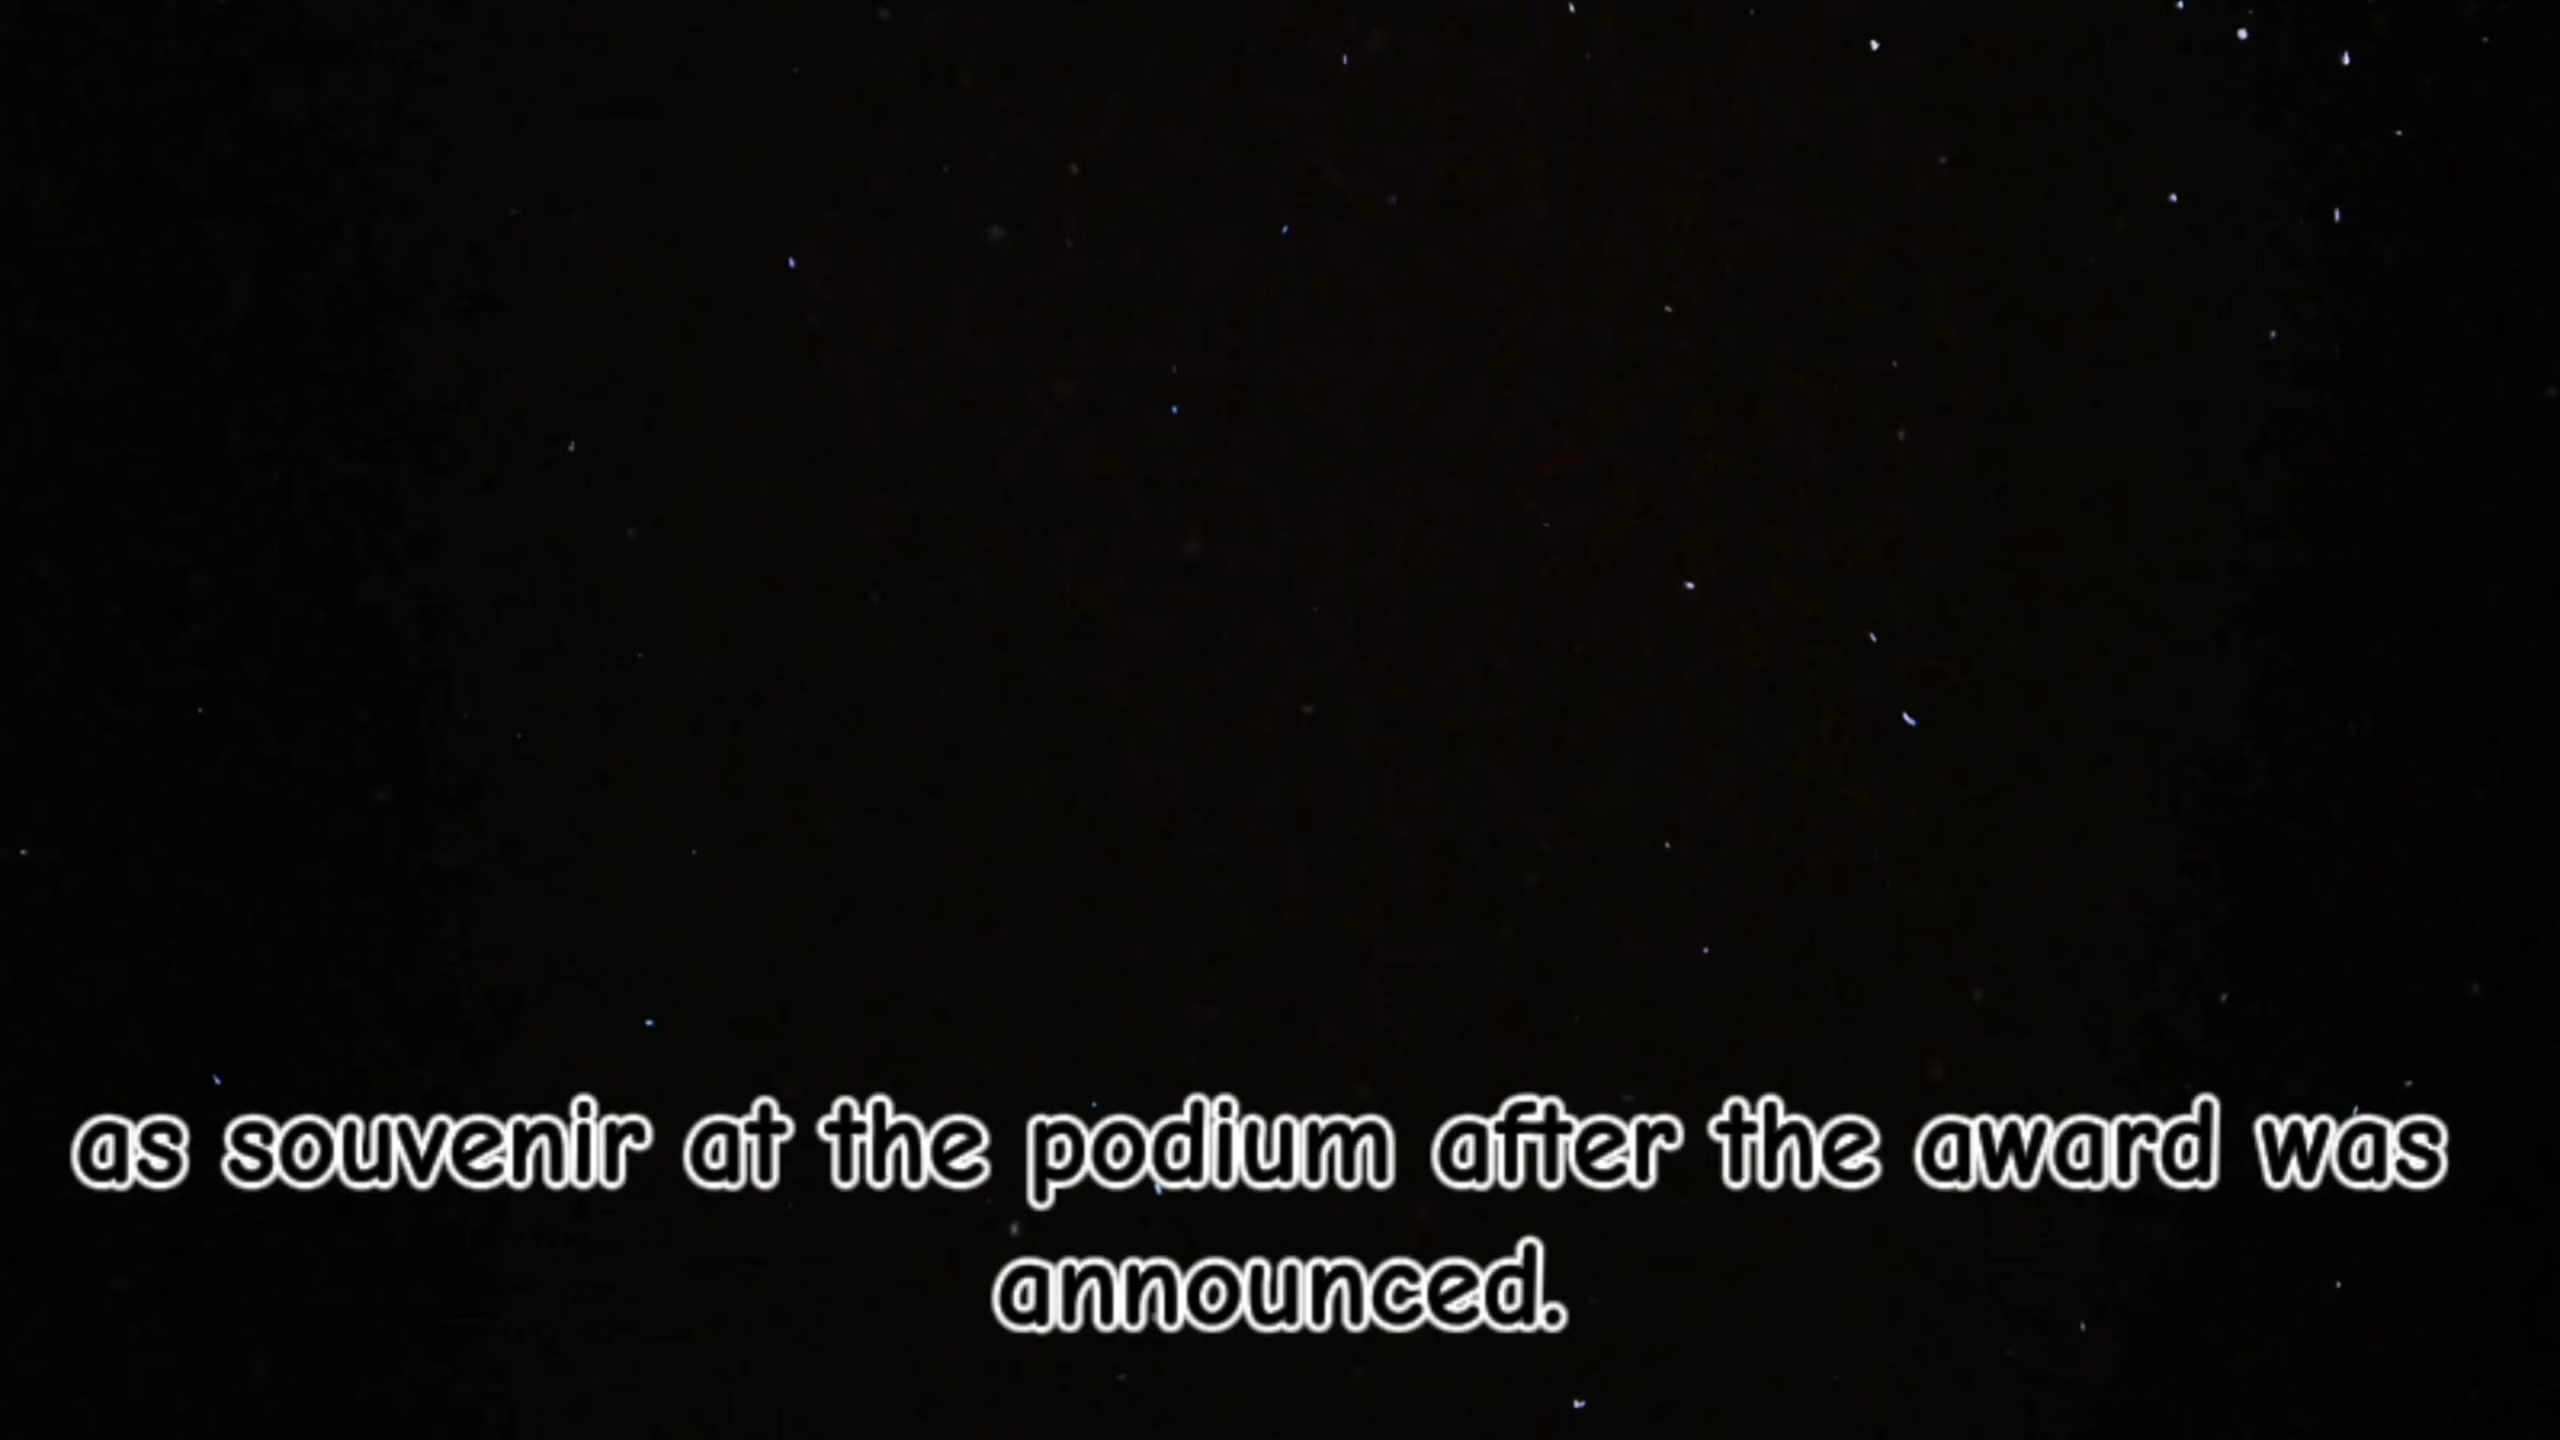 as souvenir at the podium after the award was
announced.